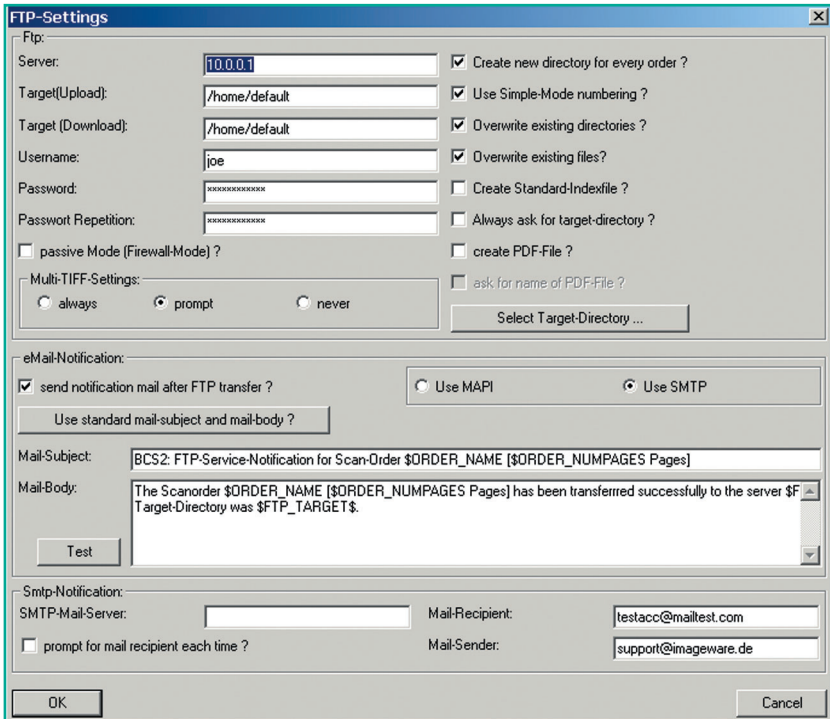 FTP-Settings
Ftp:
Server:
10.0.0.1
Create new directory for every order ?
Target(Upload):
/home/default
Use Simple-Mode numbering ?
Target (Download):
/home/default
Overwrite existing directories ?
Username:
joe
Overwrite existing files?
Password:
************
Create Standard-Indexfile ?
Passwort Repetition:
************
Always ask for target-directory ?
passive Mode (Firewall-Mode) ?
create PDF-File ?
Multi-TIFF-Settings:
ask for name of PDF-File ?
always prompt never
Select Target-Directory ...
eMail-Notification:
send notification mail after FTP transfer ?
Use MAPI
Use SMTP
Use standard mail-subject and mail-body ?
Mail-Subject:
BCS2: FTP-Service-Notification for Scan-Order $ORDER_NAME [$ORDER_NUMPAGES Pages]
Mail-Body:
The Scanorder $ORDER_NAME [$ORDER_NUMPAGES Pages] has been transferrred successfully to the server $F
Target-Directory was $FTP_TARGET$.
Test
Smtp-Notification:
SMTP-Mail-Server:
Mail-Recipient:
testacc@mailtest.com
prompt for mail recipient each time ?
Mail-Sender:
support@imageware.de
OK
Cancel